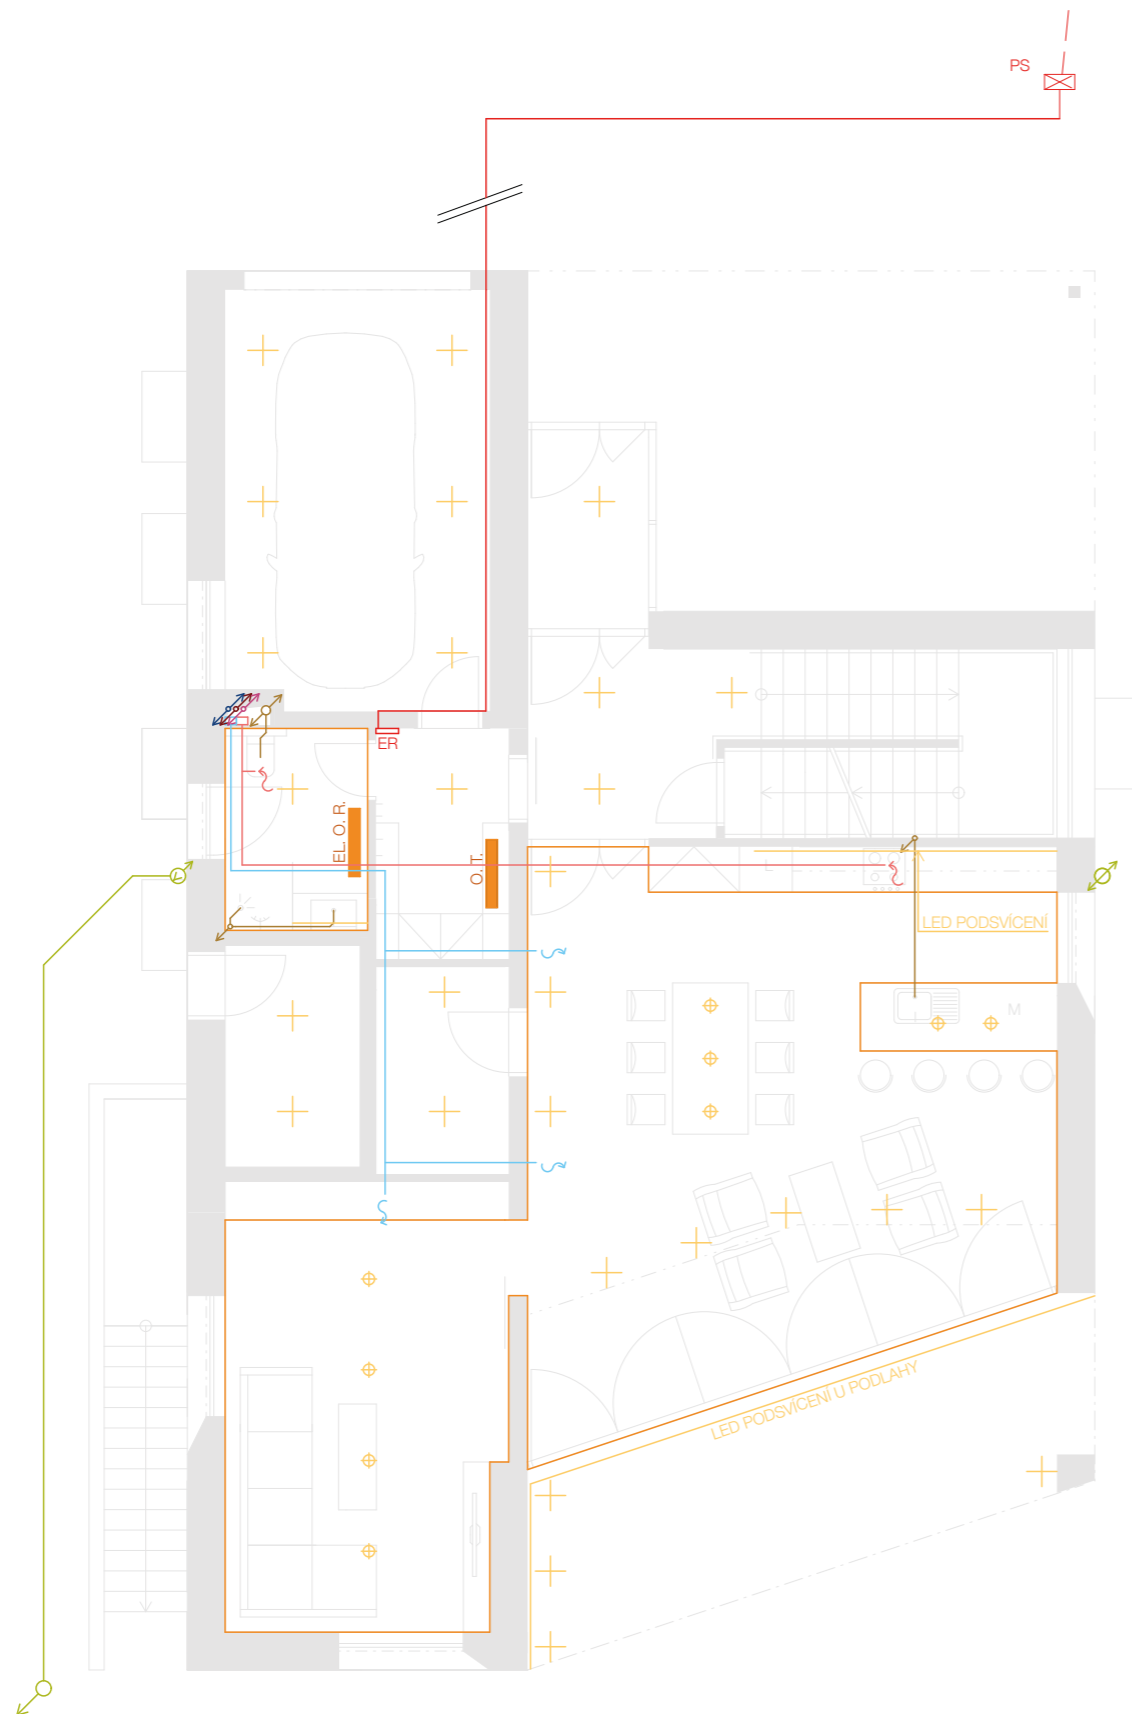 PS
ER
EL. O. R.
O. T.
LED PODSVÍCENÍ
M
LED PODSVÍCENÍ U PODLAHY